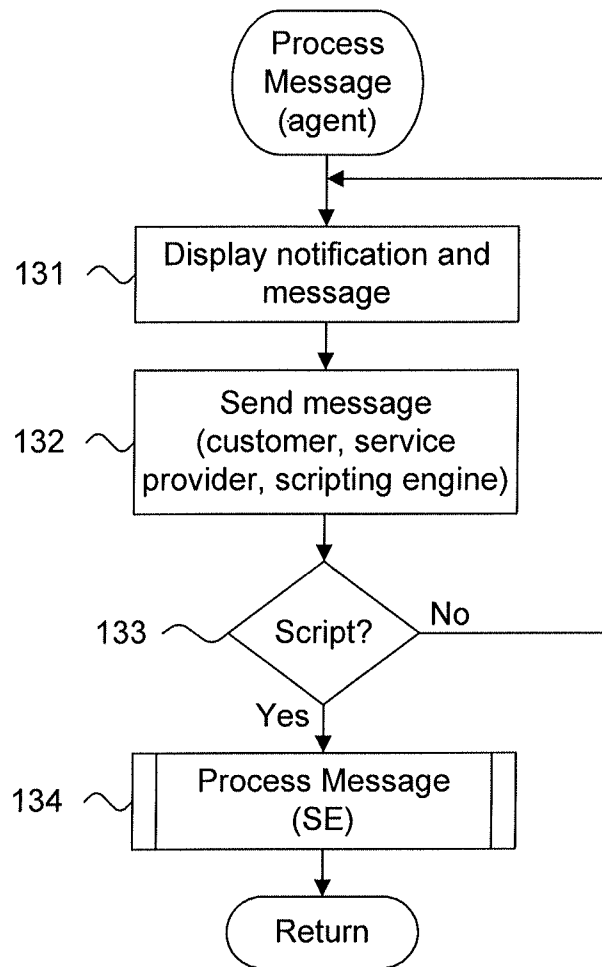 Process
Message
(agent)
131
Display notification and
message
132
Send message
(customer, service
provider, scripting engine)
133
Script?
No
Yes
134
Process Message
(SE)
Return